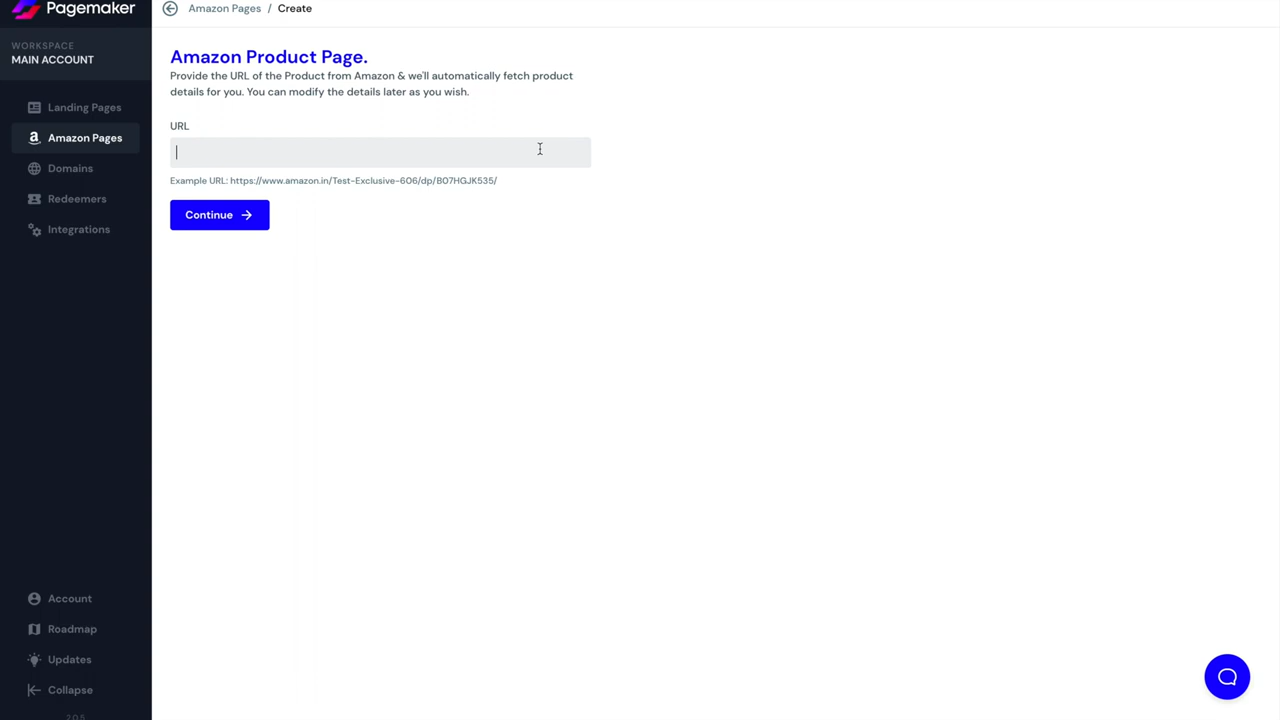 Pagemaker
WORKSPACE
MAIN ACCOUNT
Landing Pages
Amazon Pages
Domains
Redeemers
Integrations
Account
Roadmap
Updates
Collapse
2.0.5
Amazon Pages / Create
Amazon Product Page.
Provide the URL of the Product from Amazon & we'll automatically fetch product
details for you. You can modify the details later as you wish.
URL
Example URL: https://www.amazon.in/Test-Exclusive-606/dp/B07HGJK535/
Continue